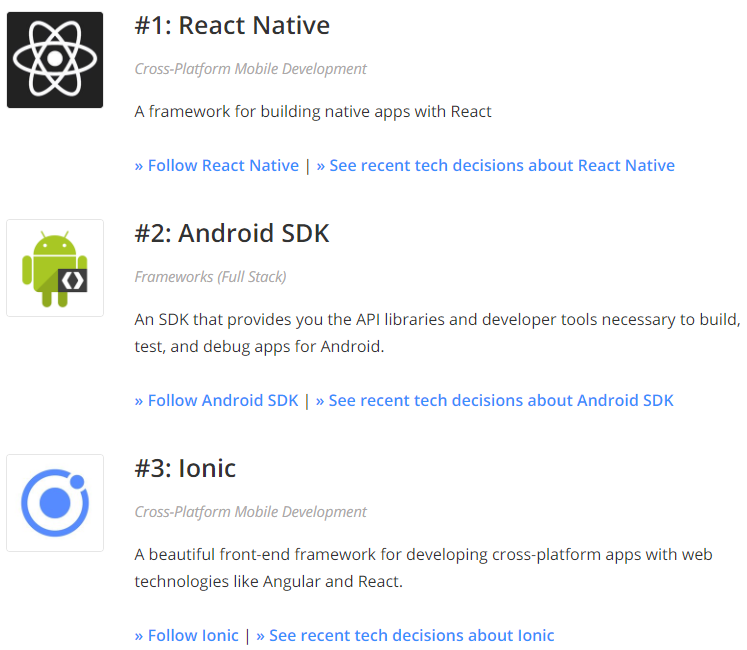 #1: React Native
Cross-Platform Mobile Development
A framework for building native apps with React
» Follow React Native | » See recent tech decisions about React Native
#2: Android SDK
Frameworks (Full Stack)
An SDK that provides you the API libraries and developer tools necessary to build,
test, and debug apps for Android.
» Follow Android SDK | » See recent tech decisions about Android SDK
#3: Ionic
Cross-Platform Mobile Development
A beautiful front-end framework for developing cross-platform apps with web
technologies like Angular and React.
» Follow Ionic | » See recent tech decisions about Ionic